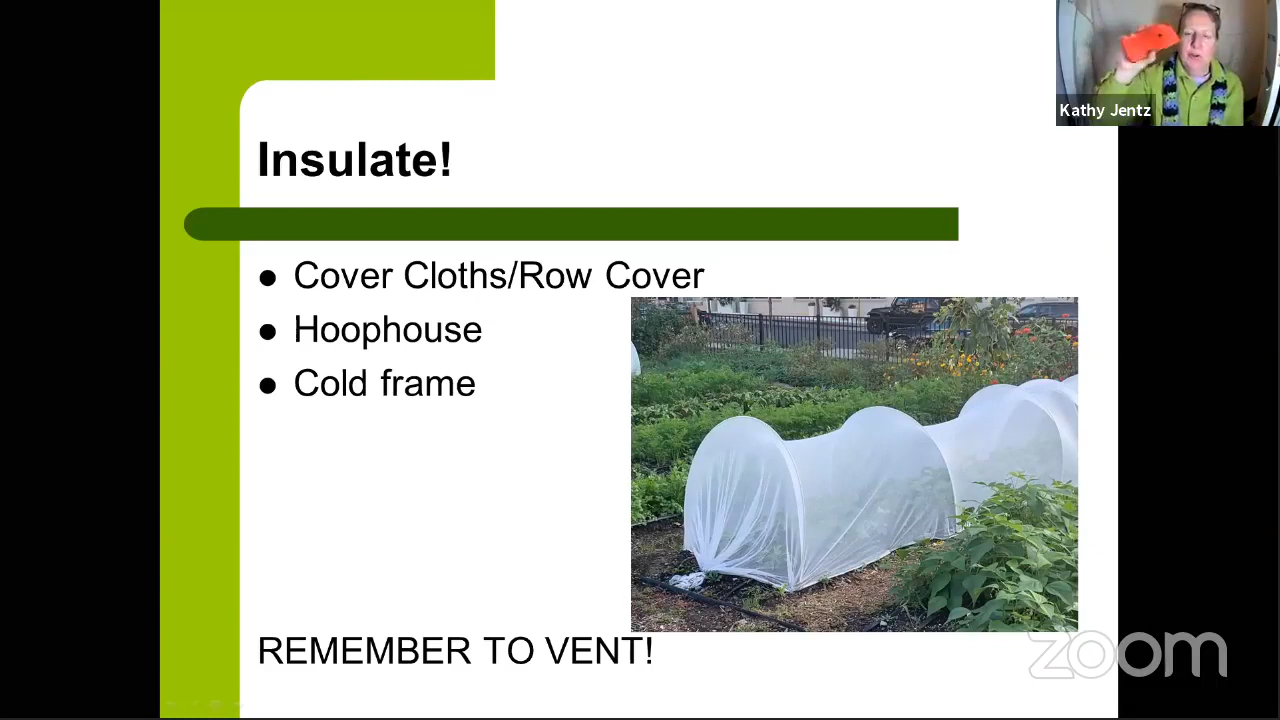 Kathy Jentz
Insulate!
Cover Cloths/Row Cover
Hoophouse
Cold frame
REMEMBER TO VENT!
zoom